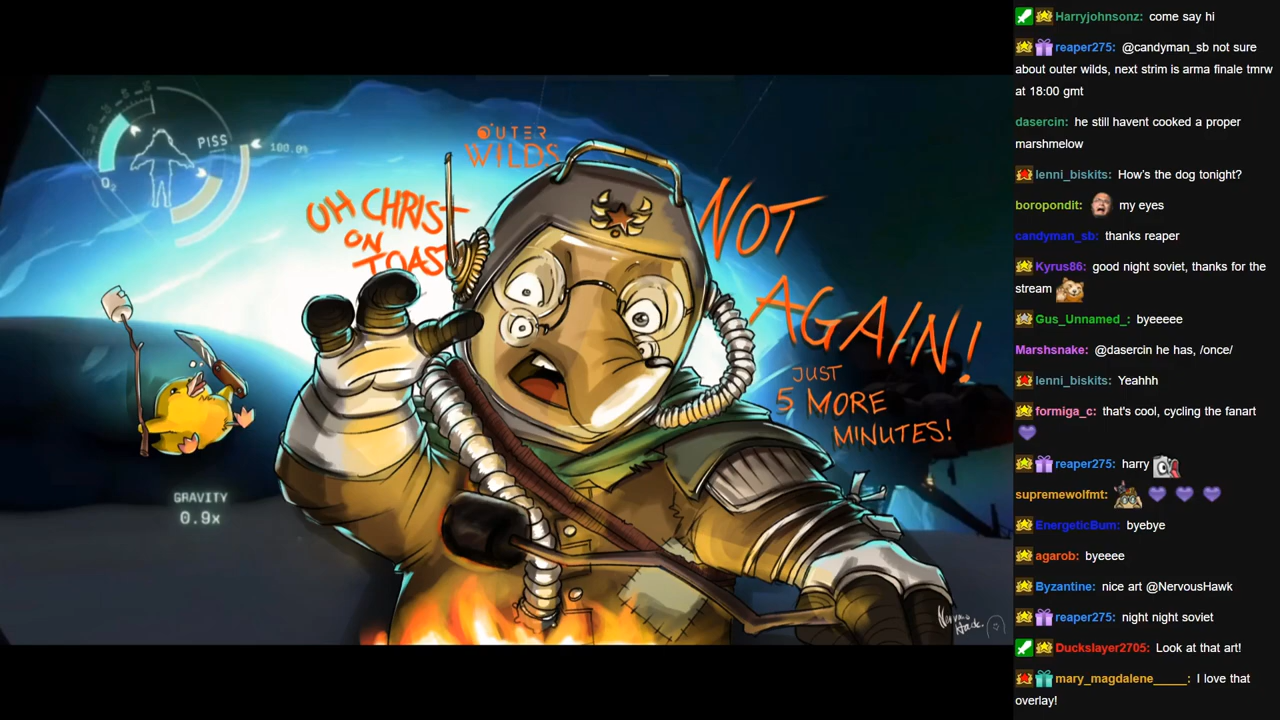 PISS
100.0%
O2
OUTER
WILDS
UH CHRIST
ON
TOAST
NOT
AGAIN!
JUST
5 MORE
MINUTES!
GRAVITY
0.9x
Nervous
Hawk.
Harryjohnsonz: come say hi
reaper275: @candyman_sb not sure
about outer wilds, next strim is arma finale tmrw
at 18:00 gmt
dasercin: he still havent cooked a proper
marshmelow
lenni_biskits: How's the dog tonight?
boropondit: my eyes
candyman_sb: thanks reaper
Kyrus86: good night soviet, thanks for the
stream
Gus_Unnamed_: byeeeee
Marshsnake: @dasercin he has, /once/
lenni_biskits: Yeahhh
formiga_c: that's cool, cycling the fanart
reaper275: harry
supremewolfmt:
EnergeticBum: byebye
agarob: byeeee
Byzantine: nice art @NervousHawk
reaper275: night night soviet
Duckslayer2705: Look at that art!
mary_magdalene_____: I love that
overlay!